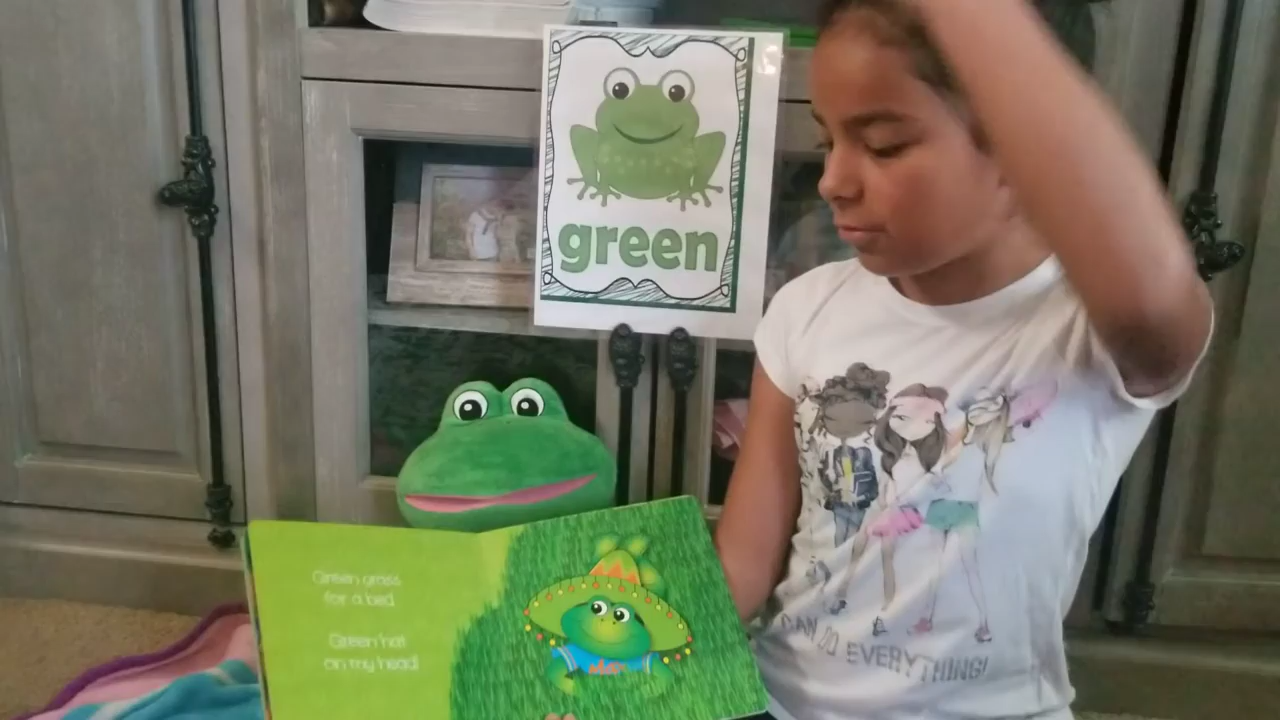 green
Green grass
for a bed
Green hat
on my head!
CAN DO EVERYTHING!